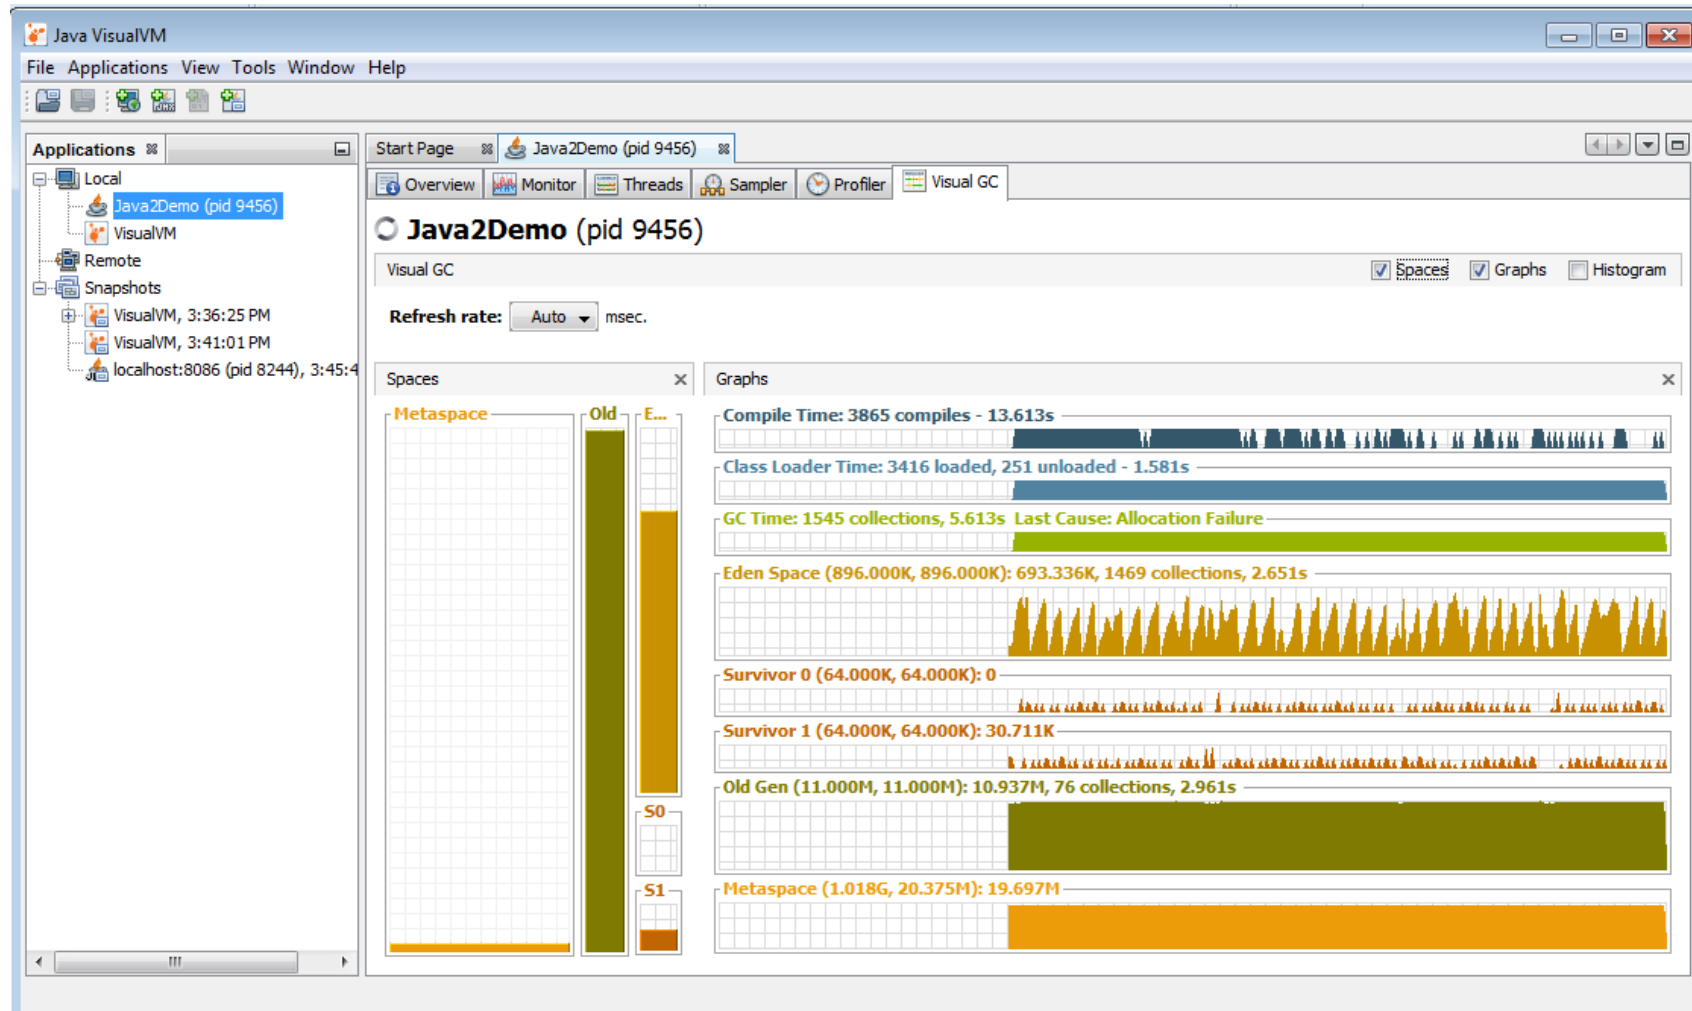 Java VisualVM
File Applications View Tools Window Help
Applications
Local
Java2Demo (pid 9456)
VisualVM
Remote
Snapshots
VisualVM, 3:36:25 PM
VisualVM, 3:41:01 PM
localhost:8086 (pid 8244), 3:45:4
Start Page Java2Demo (pid 9456)
Overview Monitor Threads Sampler Profiler Visual GC
Java2Demo (pid 9456)
Visual GC Spaces Graphs Histogram
Refresh rate: Auto msec.
Spaces
Metaspace Old E...
S0
S1
Graphs
Compile Time: 3865 compiles - 13.613s
Class Loader Time: 3416 loaded, 251 unloaded - 1.581s
GC Time: 1545 collections, 5.613s Last Cause: Allocation Failure
Eden Space (896.000K, 896.000K): 693.336K, 1469 collections, 2.651s
Survivor 0 (64.000K, 64.000K): 0
Survivor 1 (64.000K, 64.000K): 30.711K
Old Gen (11.000M, 11.000M): 10.937M, 76 collections, 2.961s
Metaspace (1.018G, 20.375M): 19.697M